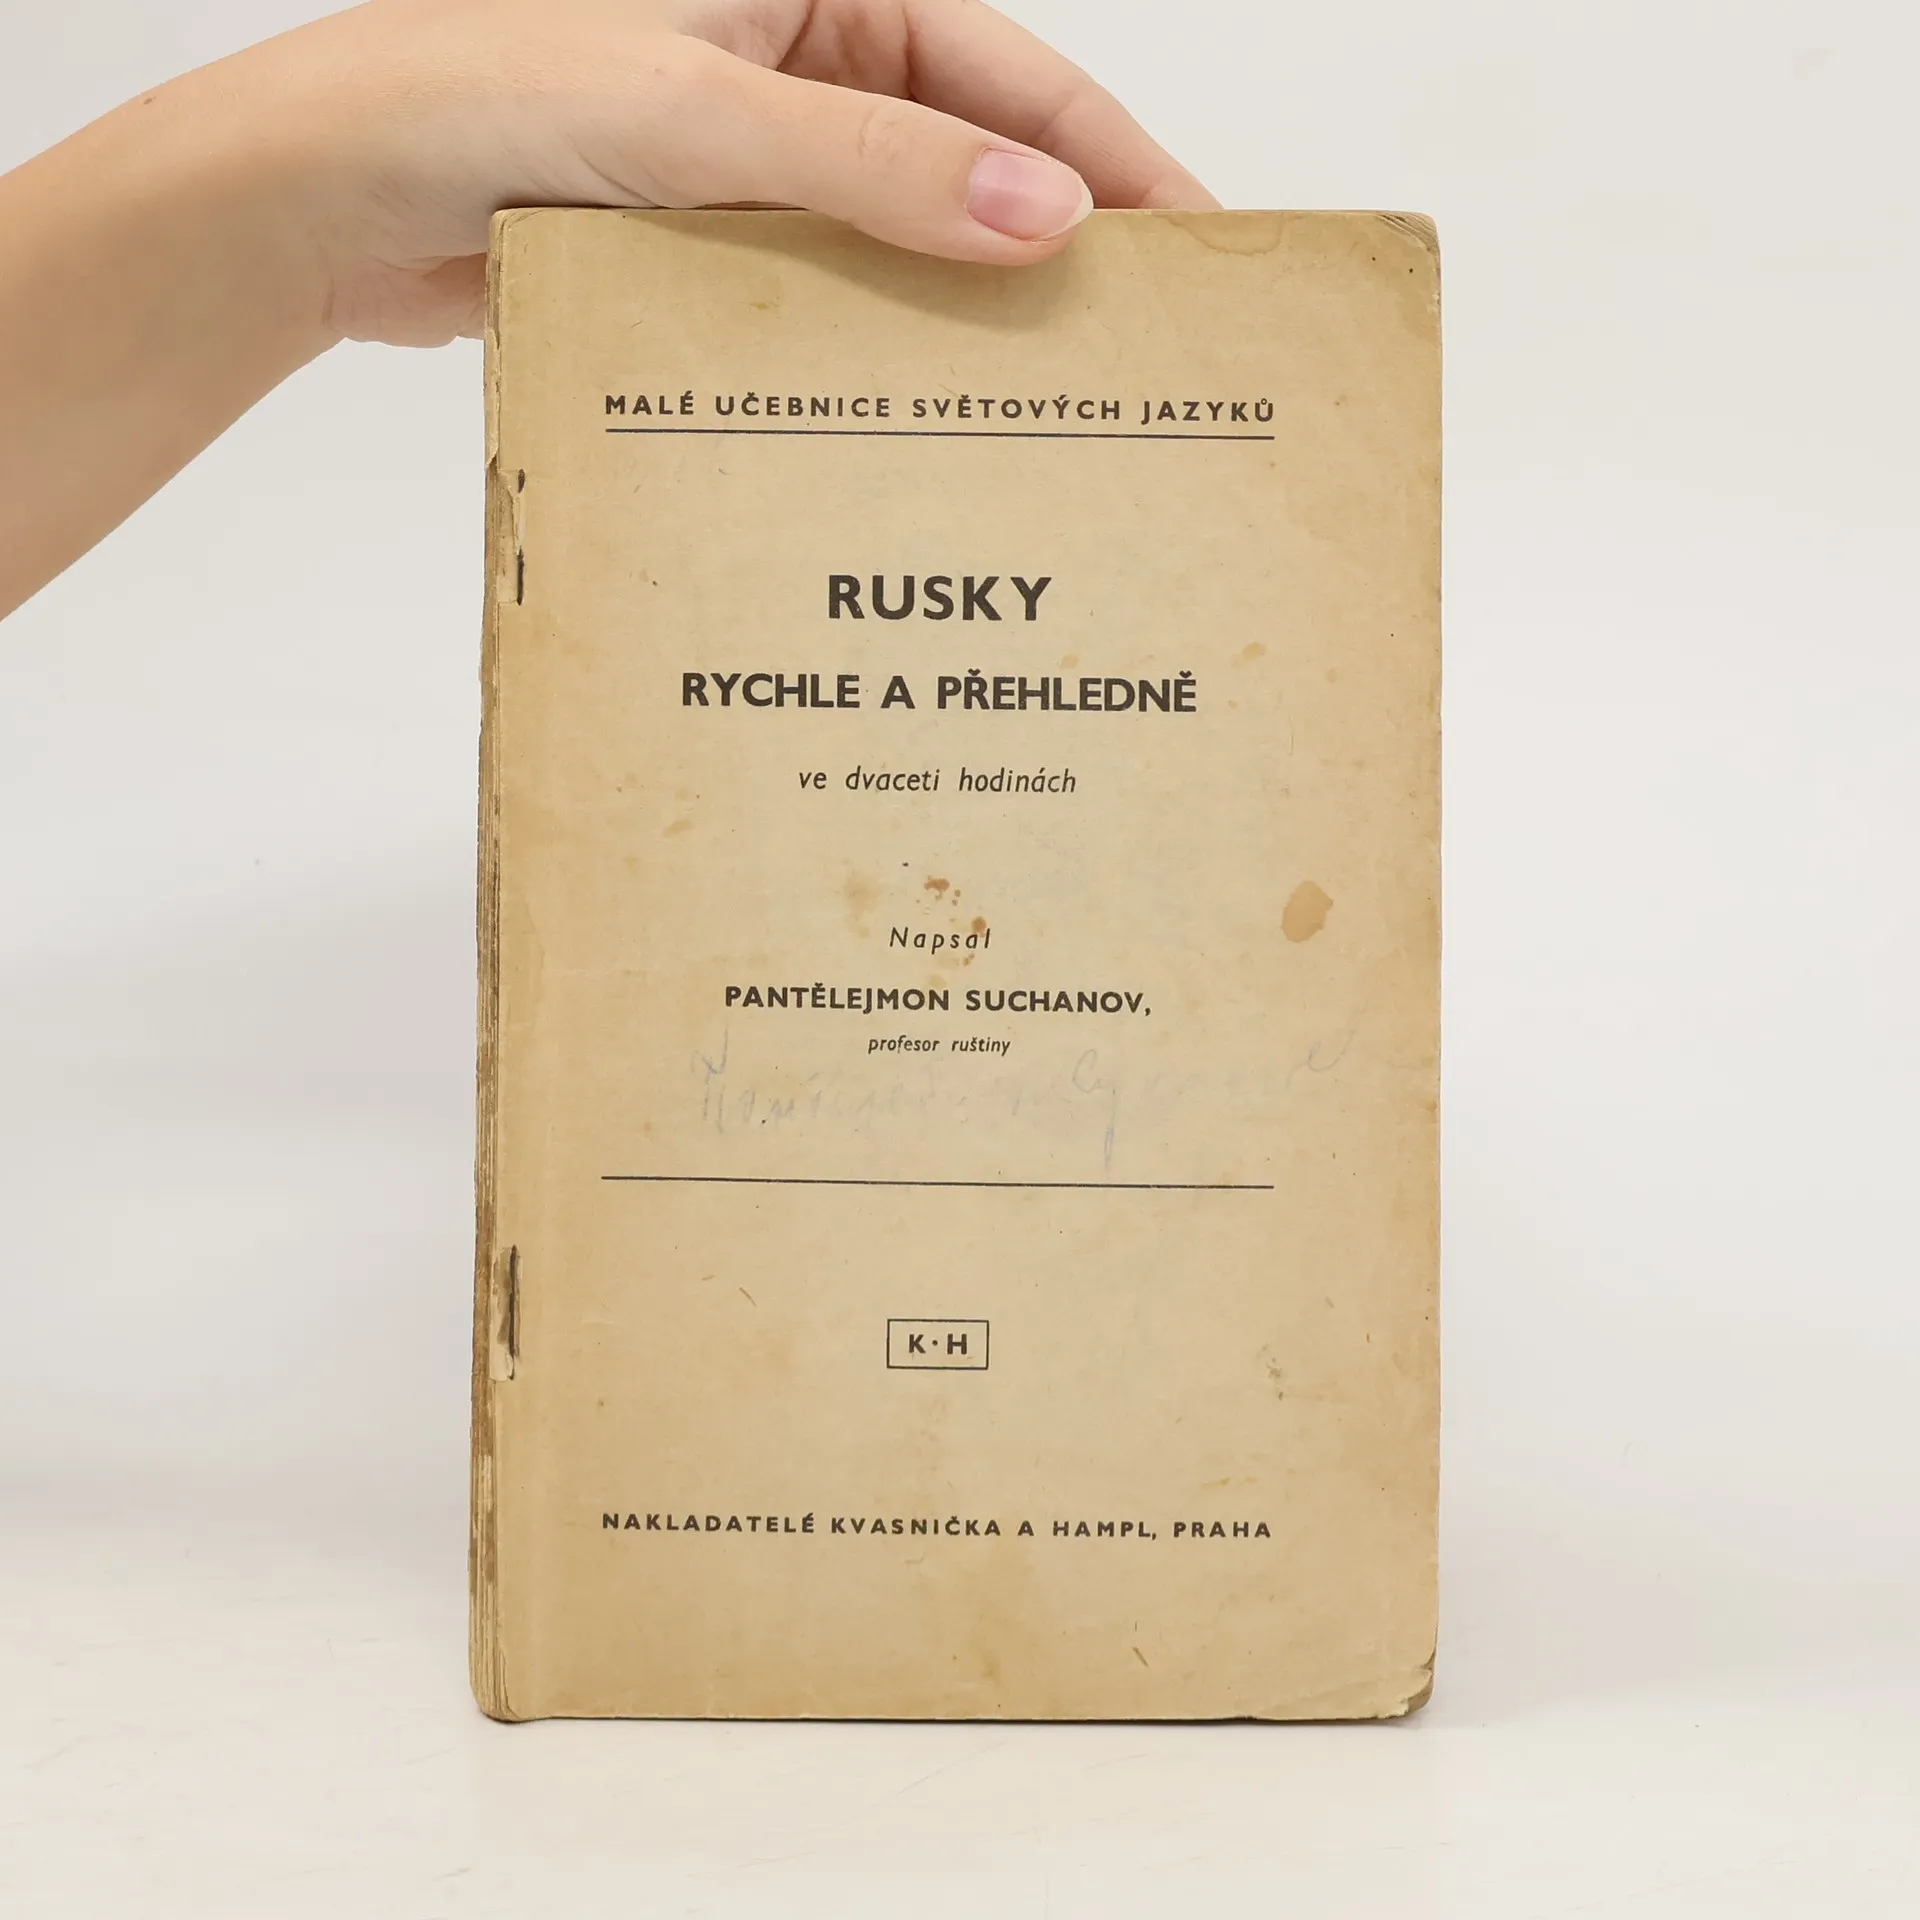 MALÉ UČEBNICE SVĚTOVÝCH JAZYKŮ
RUSKY
RYCHLE A PŘEHLEDNĚ
ve dvaceti hodinách
Napsal
PANTĚLEJMON SUCHANOV,
profesor ruštiny
K·H
NAKLADATELÉ KVASNIČKA A HAMPL, PRAHA